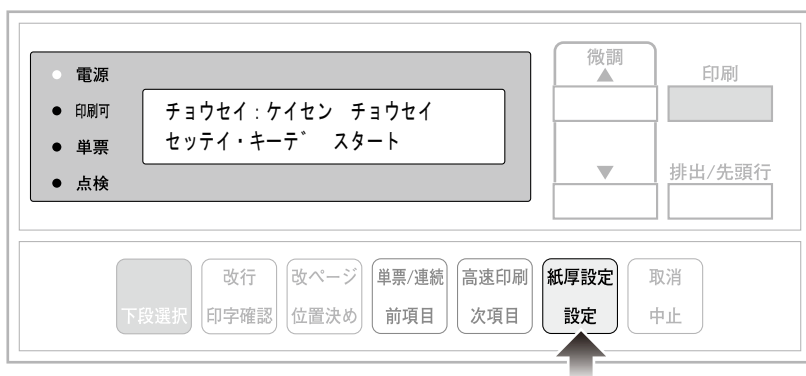 電源
印刷可
単票
点検
チョウセイ:ケイセン チョウセイ
セッテイ・キーデ スタート
微調
▲
▼
印刷
排出/先頭行
下段選択
改行
印字確認
改ページ
位置決め
単票/連続
前項目
高速印刷
次項目
紙厚設定
設定
取消
中止